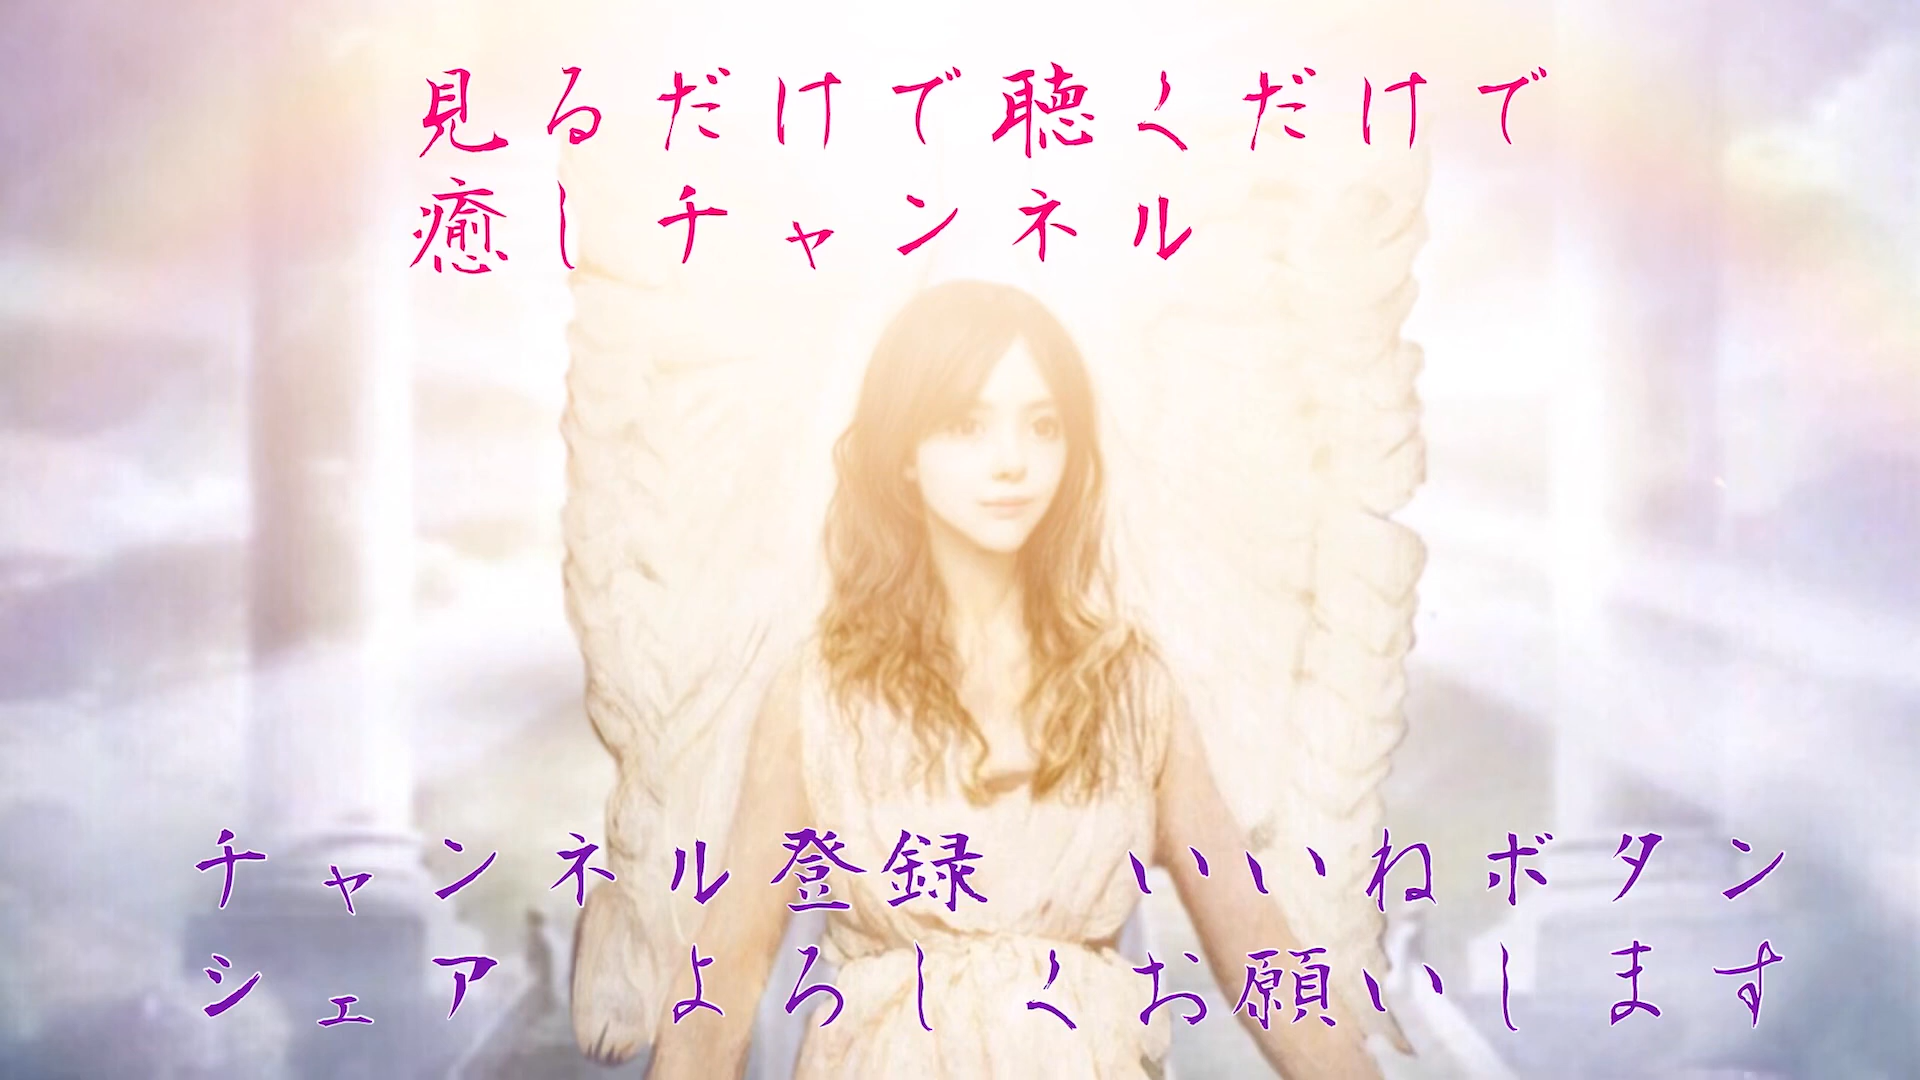 見るだけで聴くだけで
癒しチャンネル
チャンネル登録　いいねボタン
シェア　よろしくお願いします